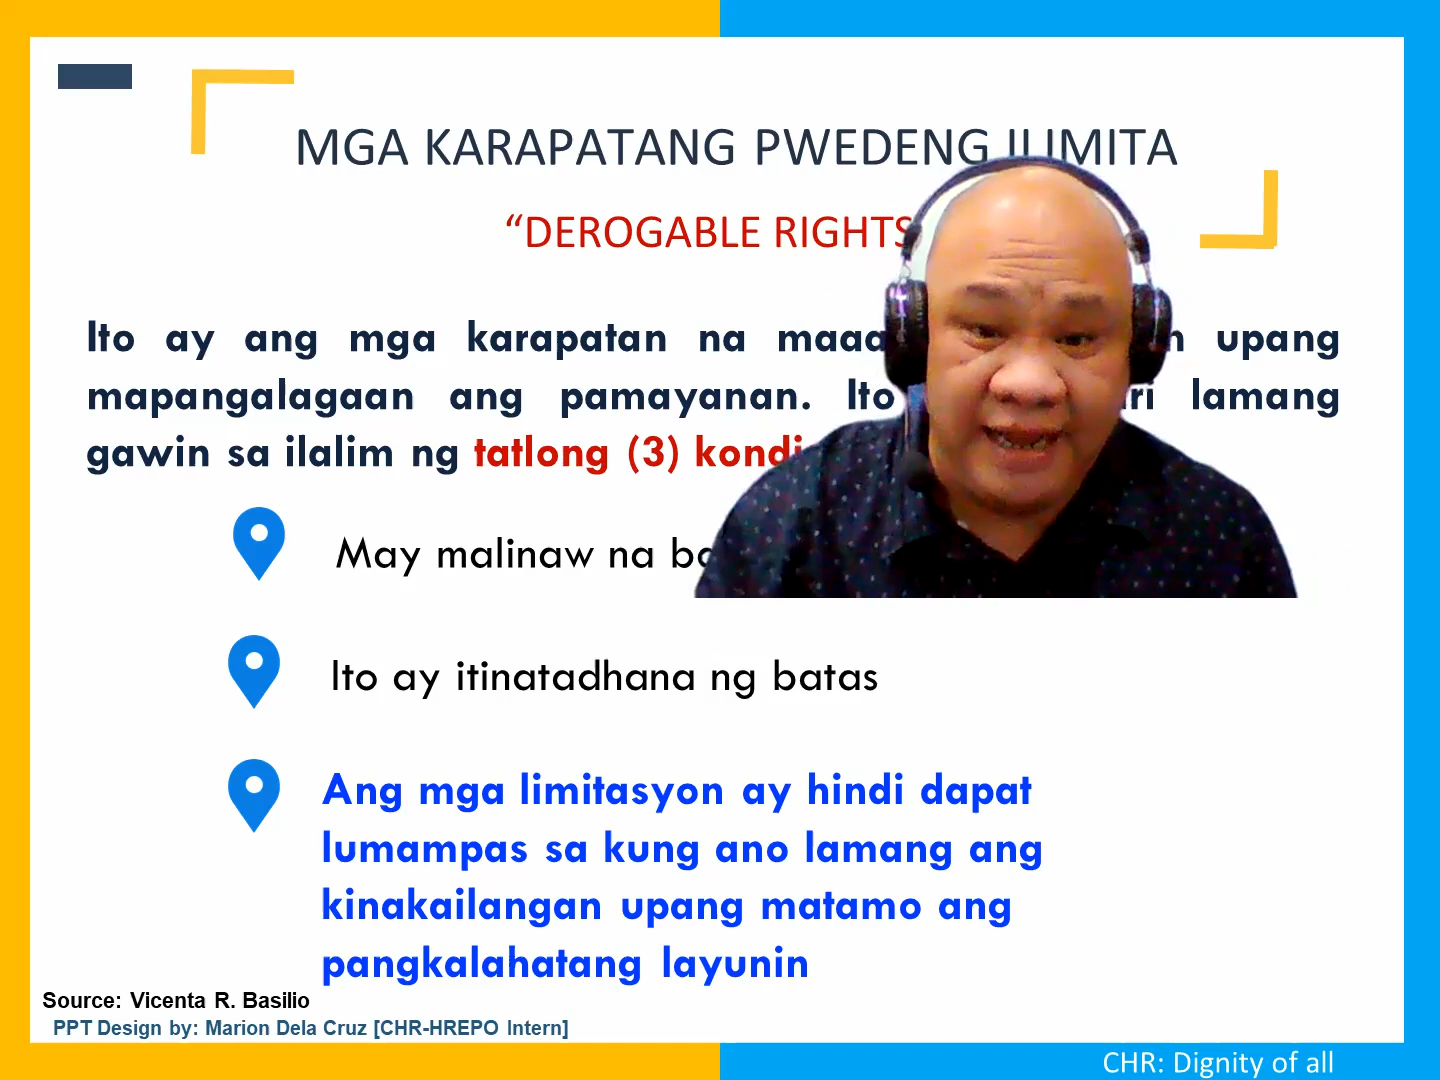 MGA KARAPATANG PWEDENG ILIMITA
“DEROGABLE RIGHTS
Ito ay ang mga karapatan na upang
mapangalagaan ang pamayanan. Ito lamang
gawin sa ilalim ng tatlong (3)
May malinaw na
Ito ay itinatadhana ng batas
Ang mga limitasyon ay hindi dapat
lumampas sa kung ano lamang ang
kinakailangan upang matamo ang
pangkalahatang layunin
Source: Vicenta R. Basilio
PPT Design by: Marion Dela Cruz [CHR-HREPO Intern]
CHR: Dignity of all